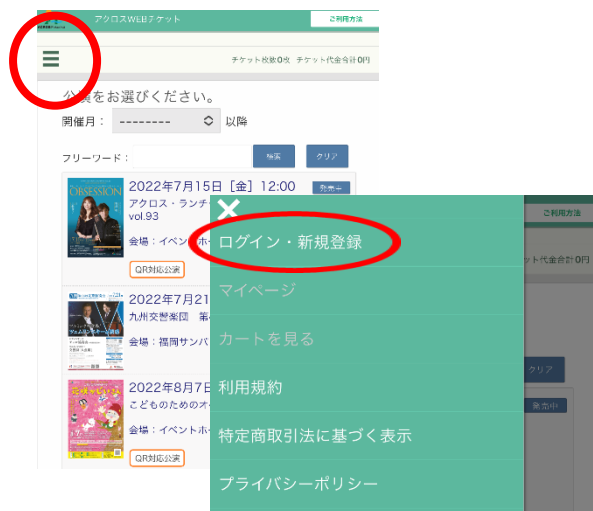 アクロスWEBチケット
ご利用方法
チケット枚数0枚 チケット代金合計0円
公演をお選びください。
開催月： -------- 以降
フリーワード：
検索
クリア
OBSESSION
2022年7月15日［金］12:00
発売中
アクロス・ランチ
vol.93
会場：イベントホー
QR対応公演
2022年7月21
九州交響楽団 第
会場：福岡サンパ
2022年8月7日
こどものためのオ
会場：イベントホー
QR対応公演
ログイン・新規登録
マイページ
カートを見る
利用規約
特定商取引法に基づく表示
プライバシーポリシー
ご利用方法
ット代金合計0円
クリア
発売中